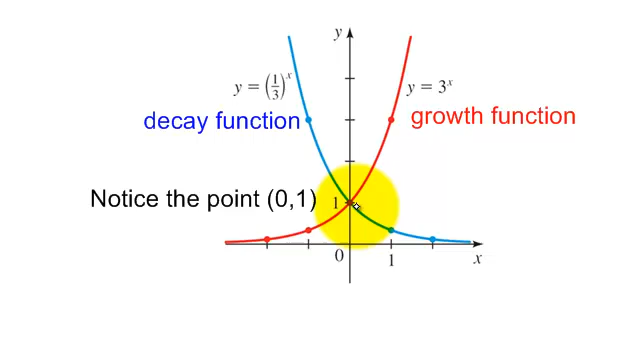 y
y = (1/3)^x
y = 3^x
decay function
growth function
Notice the point (0,1)
1
0
1
x